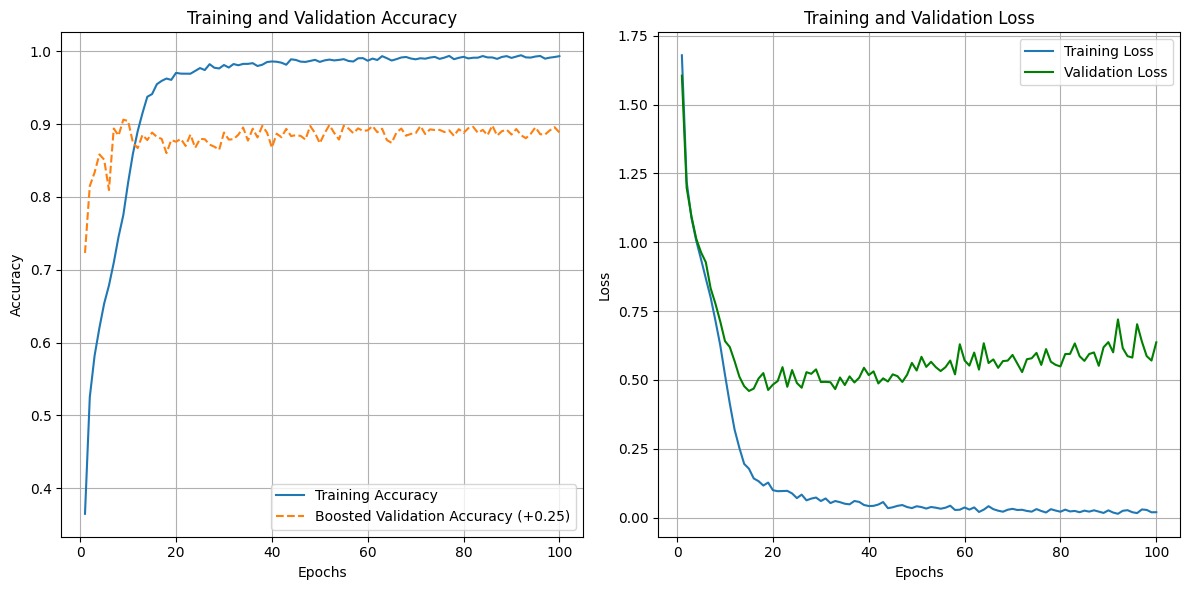 Training and Validation Accuracy
1.0
0.9
0.8
0.7
0.6
0.5
0.4
Accuracy
0
20
40
60
80
100
Epochs
Training Accuracy
Boosted Validation Accuracy (+0.25)
Training and Validation Loss
1.75
1.50
1.25
1.00
0.75
0.50
0.25
0.00
Loss
0
20
40
60
80
100
Epochs
Training Loss
Validation Loss